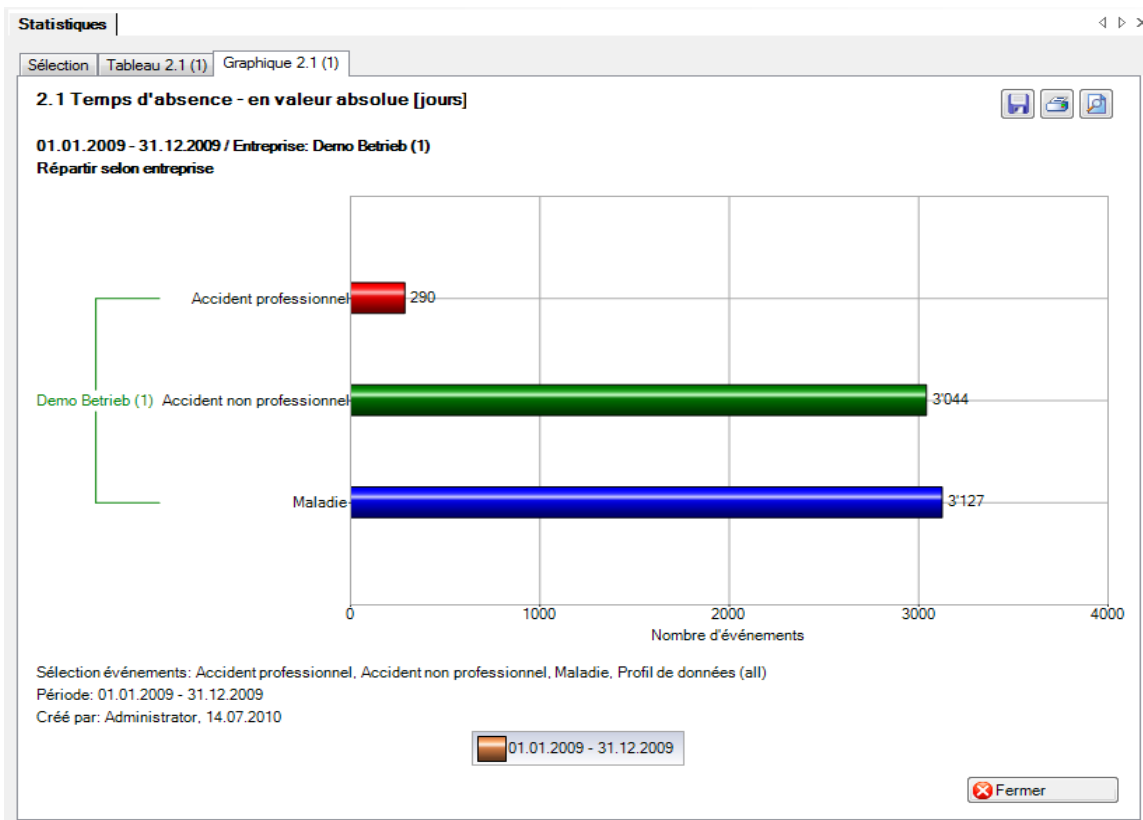 Statistiques
Sélection Tableau 2.1 (1) Graphique 2.1 (1)
2.1 Temps d'absence - en valeur absolue [jours]
01.01.2009 - 31.12.2009 / Entreprise: Demo Betrieb (1)
Répartir selon entreprise
Accident professionnel 290
Demo Betrieb (1) Accident non professionnel 3'044
Maladie 3'127
0 1000 2000 3000 4000
Nombre d'événements
Sélection événements: Accident professionnel, Accident non professionnel, Maladie, Profil de données (all)
Période: 01.01.2009 - 31.12.2009
Créé par: Administrator, 14.07.2010
01.01.2009 - 31.12.2009
Fermer